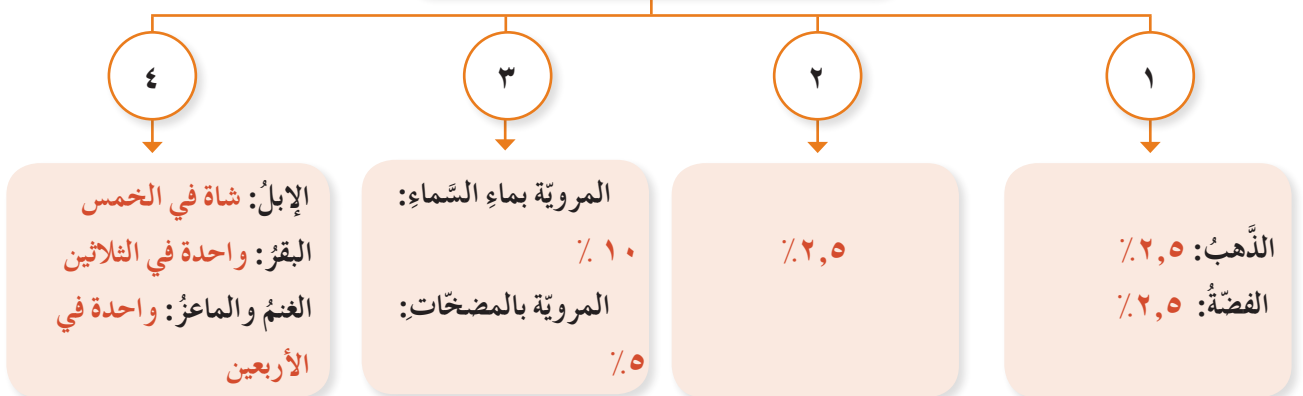 ١
٢
٣
٤
الذَّهبُ: ٢,٥٪
الفضّةُ: ٢,٥٪
٢,٥٪
المرويّة بماءِ السَّماءِ:
١٠ ٪
المرويّة بالمضخّاتِ:
٥٪
الإبلُ: شاة في الخمس
البقرُ: واحدة في الثلاثين
الغنمُ والماعزُ: واحدة في
الأربعين